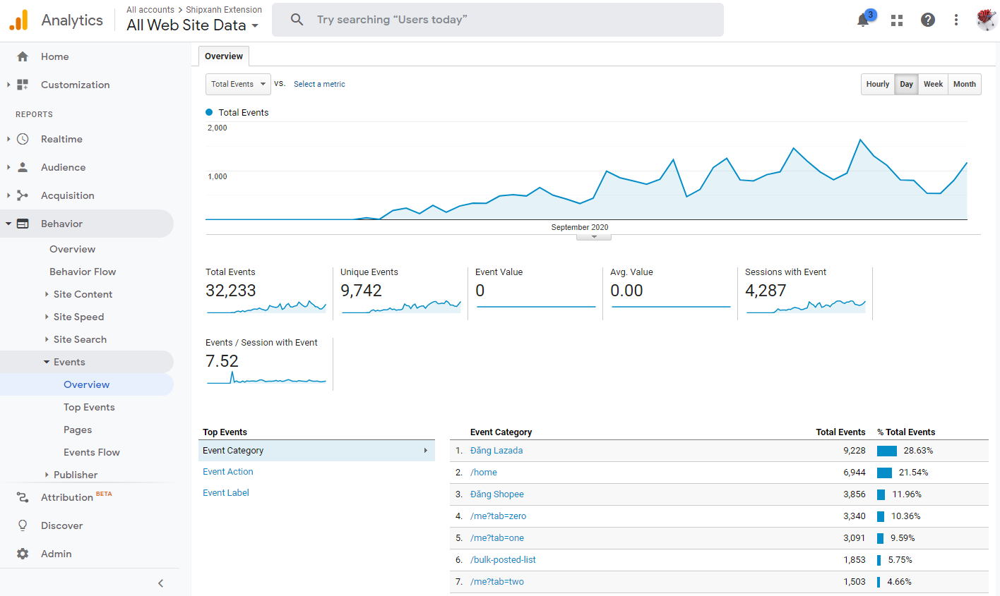 Analytics
All accounts > Shipxanh Extension
All Web Site Data
Try searching “Users today”
3
Home
Customization
REPORTS
Realtime
Audience
Acquisition
Behavior
Overview
Behavior Flow
Site Content
Site Speed
Site Search
Events
Overview
Top Events
Pages
Events Flow
Publisher
Attribution BETA
Discover
Admin
Overview
Total Events vs. Select a metric
Hourly Day Week Month
Total Events
2,000
1,000
September 2020
Total Events
32,233
Unique Events
9,742
Event Value
0
Avg. Value
0.00
Sessions with Event
4,287
Events / Session with Event
7.52
Top Events
Event Category
Event Action
Event Label
Event Category Total Events % Total Events
1. Đăng Lazada 9,228 28.63%
2. /home 6,944 21.54%
3. Đăng Shopee 3,856 11.96%
4. /me?tab=zero 3,340 10.36%
5. /me?tab=one 3,091 9.59%
6. /bulk-posted-list 1,853 5.75%
7. /me?tab=two 1,503 4.66%